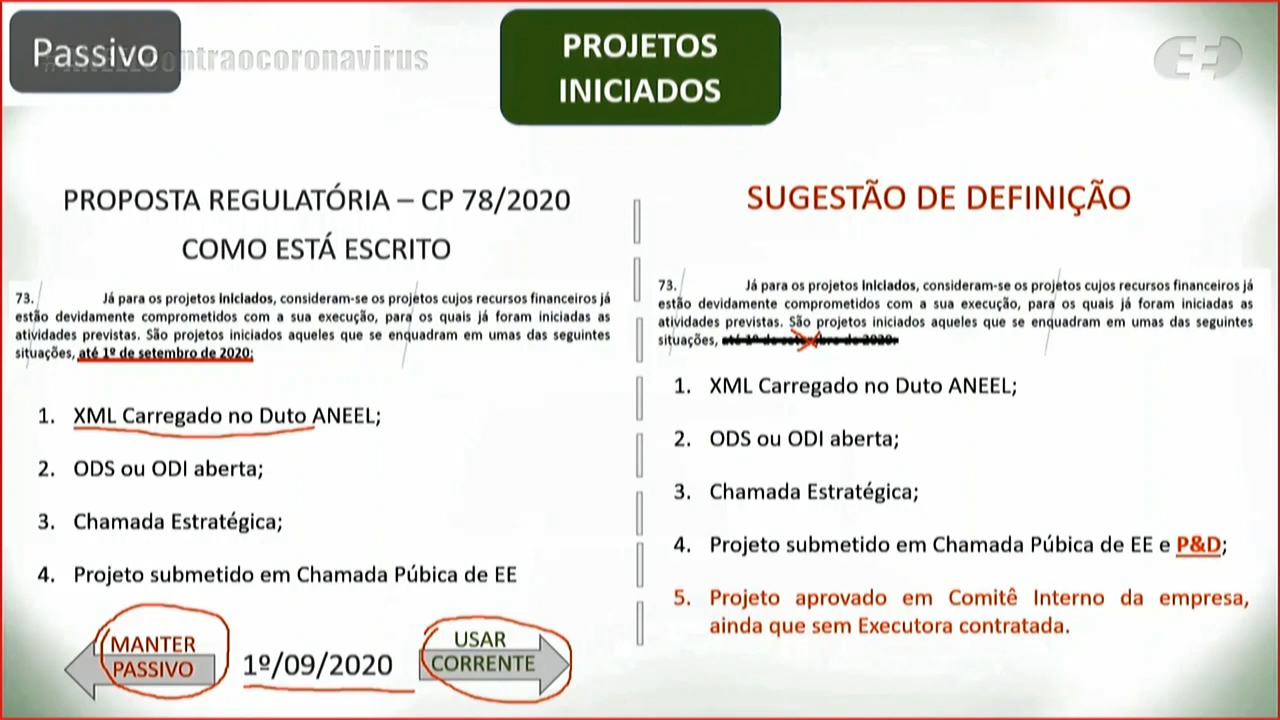 Passivo
contraocoronavirus
PROJETOS
INICIADOS
PROPOSTA REGULATÓRIA – CP 78/2020
COMO ESTÁ ESCRITO
73. Já para os projetos iniciados, consideram-se os projetos cujos recursos financeiros já
estão devidamente comprometidos com a sua execução, para os quais já foram iniciadas as
atividades previstas. São projetos iniciados aqueles que se enquadram em umas das seguintes
situações, até 1º de setembro de 2020:
1. XML Carregado no Duto ANEEL;
2. ODS ou ODI aberta;
3. Chamada Estratégica;
4. Projeto submetido em Chamada Púbica de EE
MANTER
PASSIVO
1º/09/2020
USAR
CORRENTE
SUGESTÃO DE DEFINIÇÃO
73. Já para os projetos iniciados, consideram-se os projetos cujos recursos financeiros já
estão devidamente comprometidos com a sua execução, para os quais já foram iniciadas as
atividades previstas. São projetos iniciados aqueles que se enquadram em umas das seguintes
situações, até 1º de setembro de 2020:
1. XML Carregado no Duto ANEEL;
2. ODS ou ODI aberta;
3. Chamada Estratégica;
4. Projeto submetido em Chamada Púbica de EE e P&D;
5. Projeto aprovado em Comitê Interno da empresa,
ainda que sem Executora contratada.